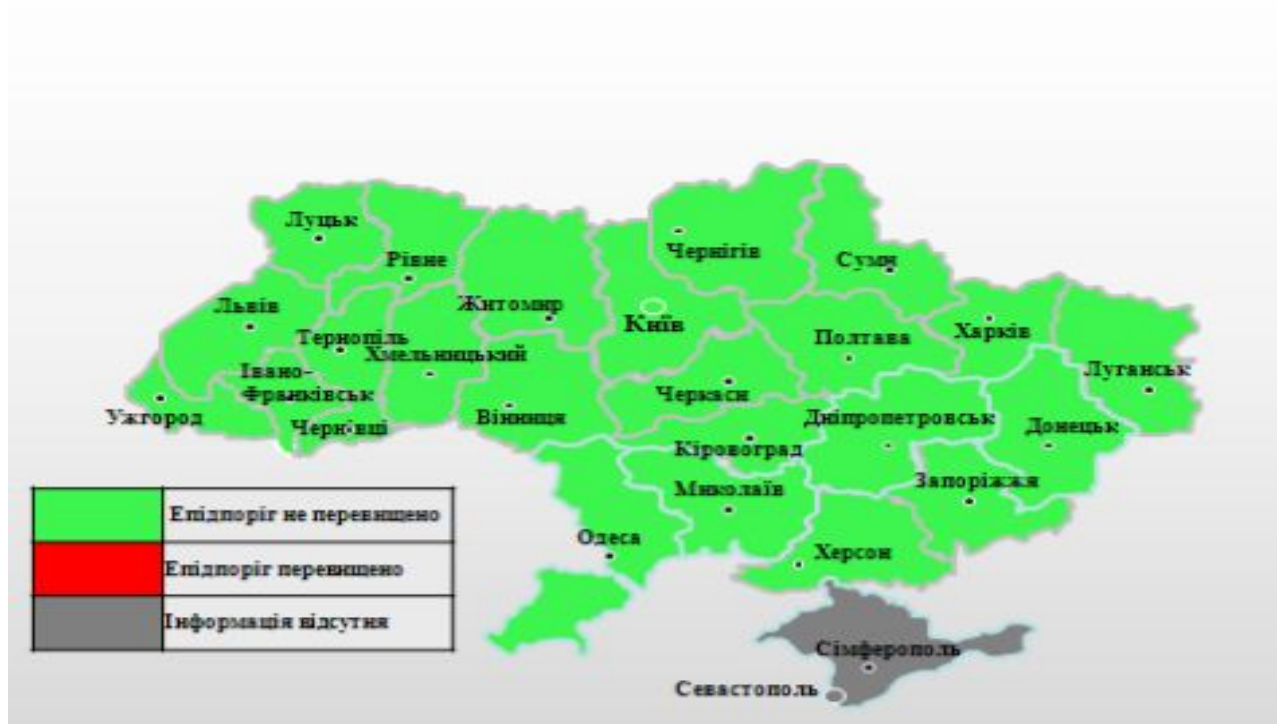 Луцьк
Рівне
Чернігів
Суми
Львів
Житомир
Київ
Тернопіль
Полтава
Харків
Хмельницький
Луганськ
Івано-
Франківськ
Черкаси
Ужгород
Чернівці
Вінниця
Дніпропетровськ
Донецьк
Кіровоград
Миколаїв
Запоріжжя
Одеса
Херсон
Сімферополь
Севастополь
Епідпоріг не перевищено
Епідпоріг перевищено
Інформація відсутня